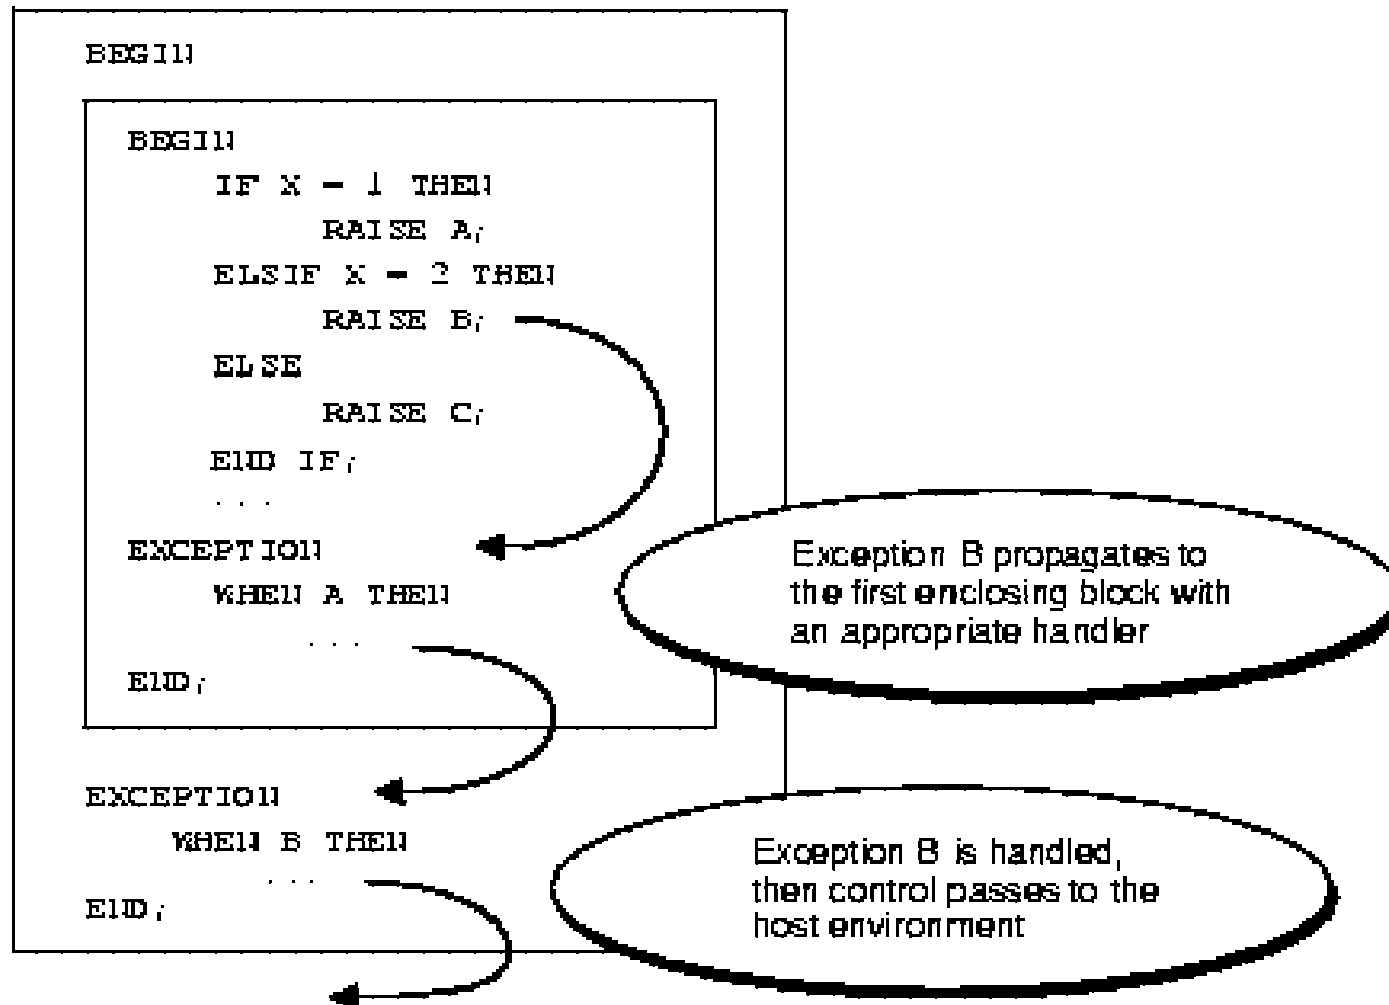 BEGIN
BEGIN
IF X = 1 THEN
RAISE A;
ELSIF X = 2 THEN
RAISE B;
ELSE
RAISE C;
END IF;
...
EXCEPTION
WHEN A THEN
...
END;
EXCEPTION
WHEN B THEN
...
END;
Exception B propagates to
the first enclosing block with
an appropriate handler
Exception B is handled,
then control passes to the
host environment